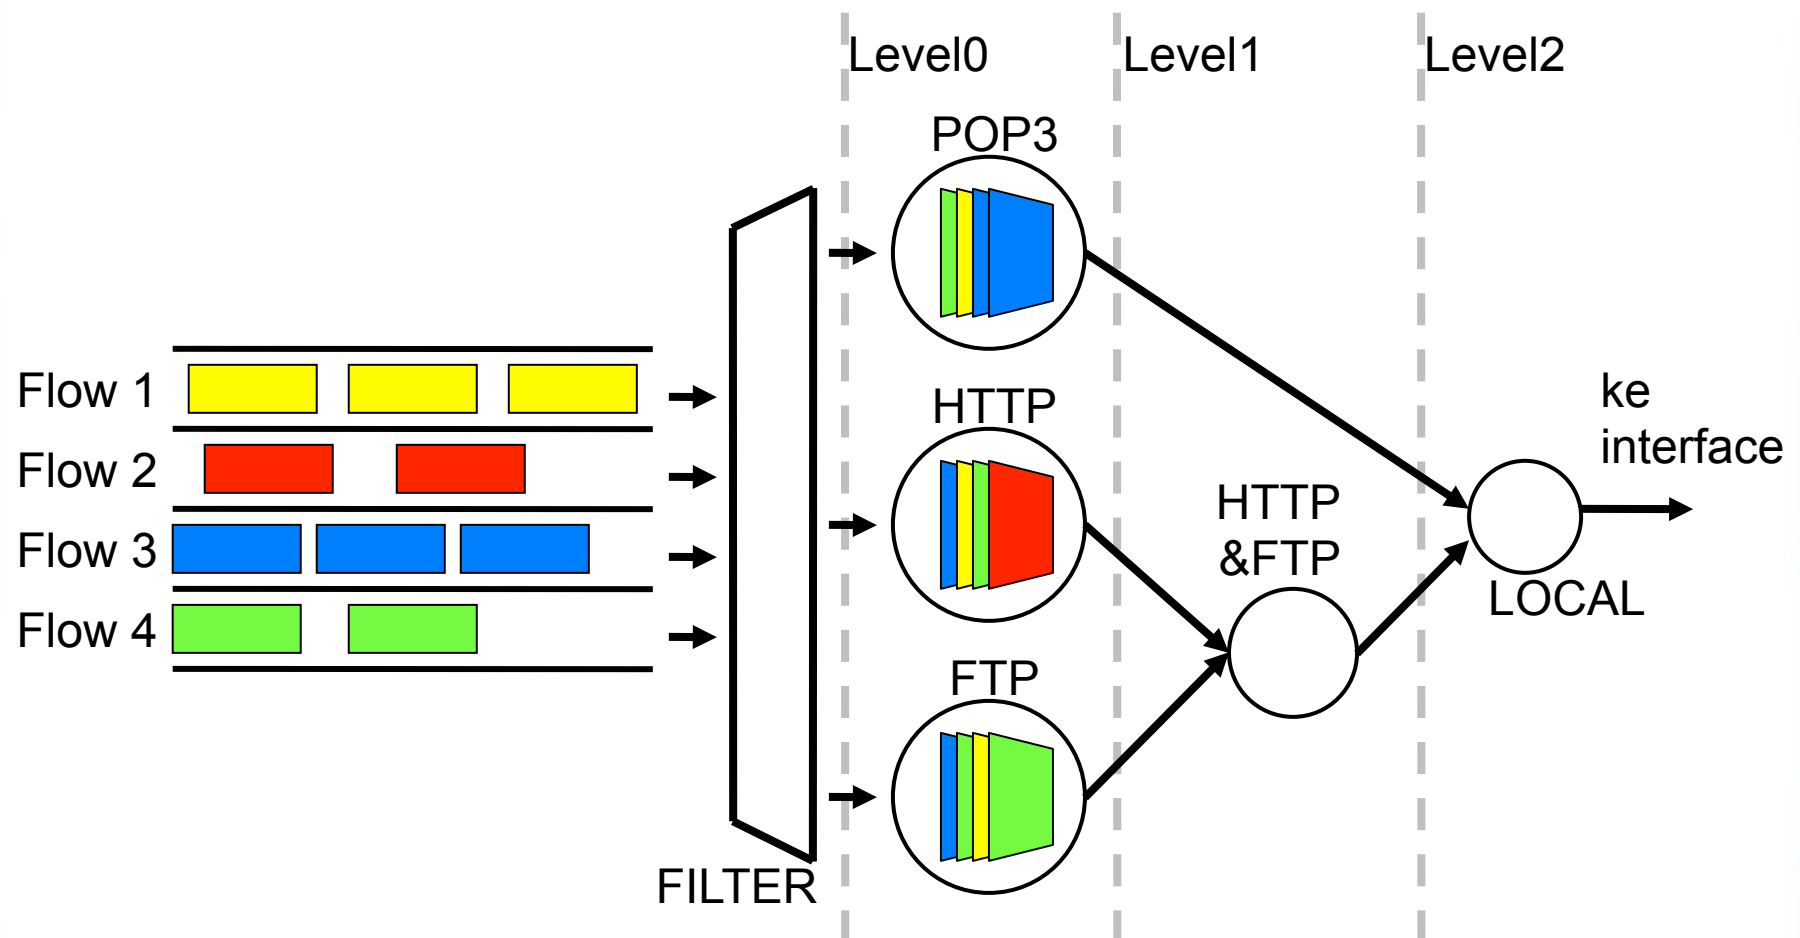 Level0
Level1
Level2
POP3
HTTP
FTP
HTTP
&FTP
ke
interface
LOCAL
Flow 1
Flow 2
Flow 3
Flow 4
FILTER